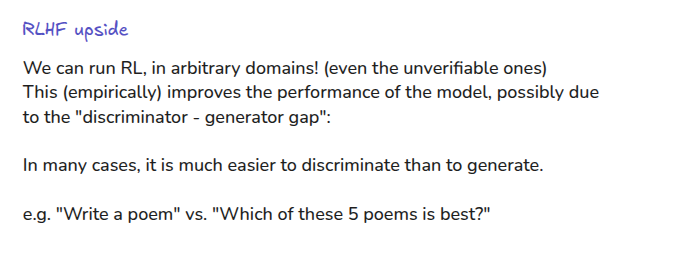 RLHF upside
We can run RL, in arbitrary domains! (even the unverifiable ones)
This (empirically) improves the performance of the model, possibly due
to the "discriminator - generator gap":
In many cases, it is much easier to discriminate than to generate.
e.g. "Write a poem" vs. "Which of these 5 poems is best?"